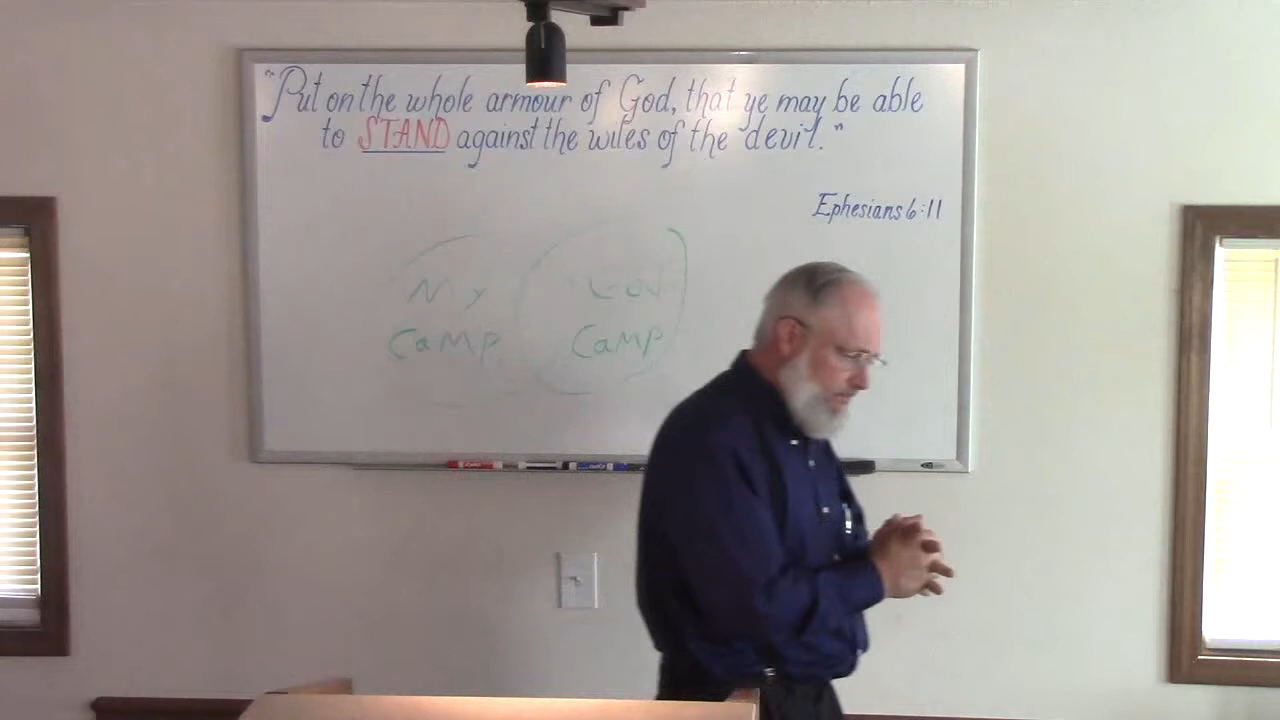 "Put on the whole armour of God, that ye may be able
to STAND against the wiles of the devil."
Ephesians 6:11
My
Camp
Camp